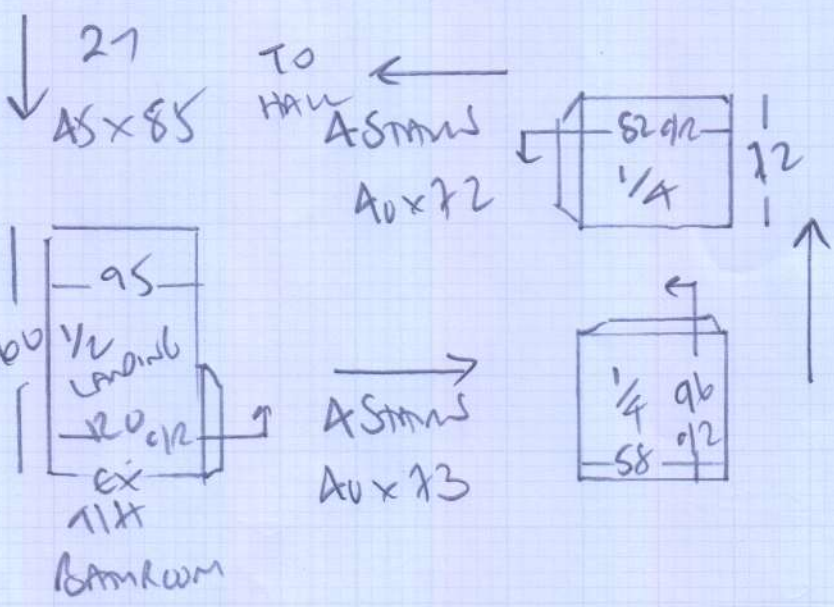 21
45 x 85
TO
HALL
4 STAIRS
40 x 72
82 o/r
1/4
72
95
60
1/2
LANDING
120 o/r
EX
BATHROOM
4 STAIRS
40 x 73
1/4
96
o/r
58